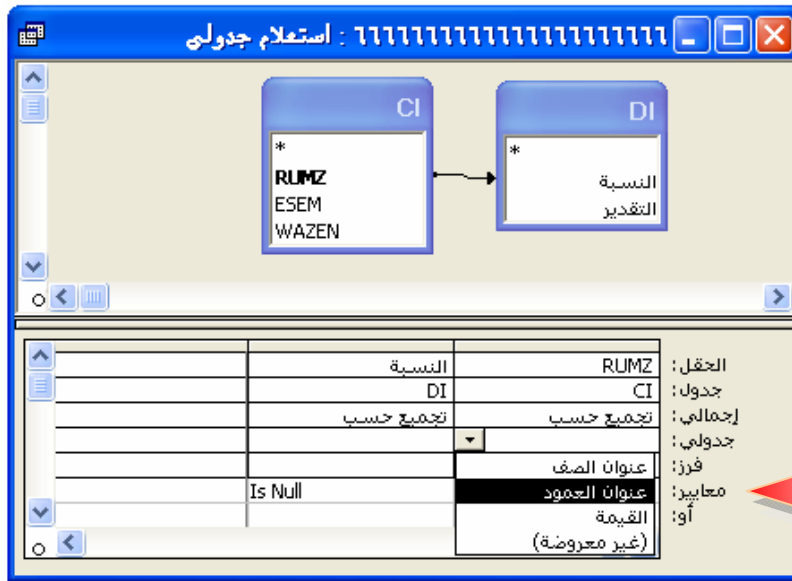 ٦٦٦٦٦٦٦٦٦٦٦٦٦٦٦٦٦٦٦٦٦٦ : استعلام جدولي
CI
*
RUMZ
ESEM
WAZEN
DI
*
النسبة
التقدير
الحقل: RUMZ النسبة
جدول: CI DI
إجمالي: تجميع حسب تجميع حسب
جدولي:
فرز: عنوان الصف
معايير: عنوان العمود Is Null
أو: القيمة
(غير معروضة)